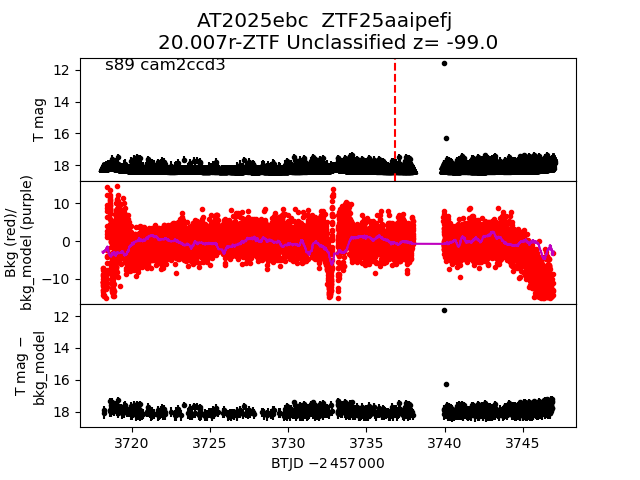 AT2025ebc  ZTF25aaipefj
20.007r-ZTF Unclassified z= -99.0
s89 cam2ccd3
T mag
12
14
16
18
Bkg (red)/
bkg_model (purple)
10
0
−10
T mag −
bkg_model
12
14
16
18
3720 3725 3730 3735 3740 3745
BTJD −2 457 000